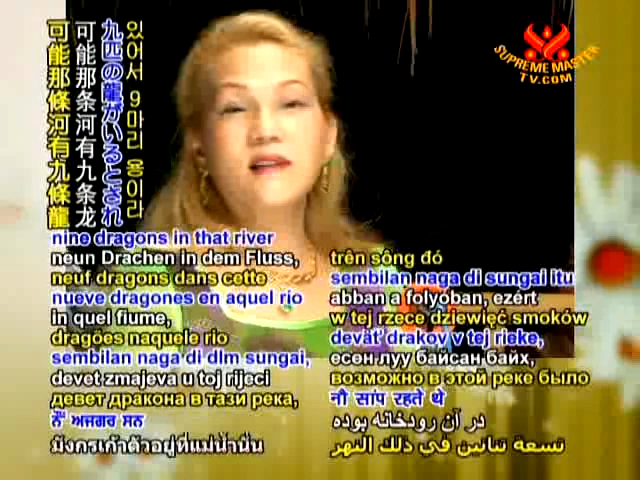 SUPREME MASTER
TV.COM
可能那條河有九條龍
可能那条河有九条龙
九匹の龍がいるとされ
있어서 9마리 용이라
nine dragons in that river
neun Drachen in dem Fluss,
neuf dragons dans cette
nueve dragones en aquel río
in quel fiume,
dragões naquele rio
sembilan naga di dlm sungai,
devet zmajeva u toj rijeci
девет дракона в тази река,
ਨੌਂ ਅਜਗਰ ਸਨ
มังกรเก้าตัวอยู่ที่แม่น้ำนั้น
trên sông đó
sembilan naga di sungai itu
abban a folyóban, ezért
w tej rzece dziewięć smoków
deväť drakov v tej rieke,
есөн луу байсан байх,
возможно в этой реке было
नौ सांप रहते थे
در آن رودخانه بوده
تسعة تنانين في ذلك النهر